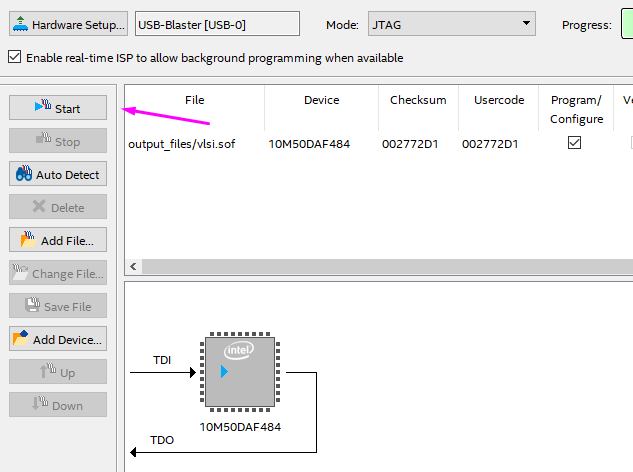 Hardware Setup... USB-Blaster [USB-0] Mode: JTAG Progress:
Enable real-time ISP to allow background programming when available
Start
Stop
Auto Detect
Delete
Add File...
Change File...
Save File
Add Device...
Up
Down
File Device Checksum Usercode Program/
Configure
output_files/vlsi.sof 10M50DAF484 002772D1 002772D1
intel
TDI
10M50DAF484
TDO